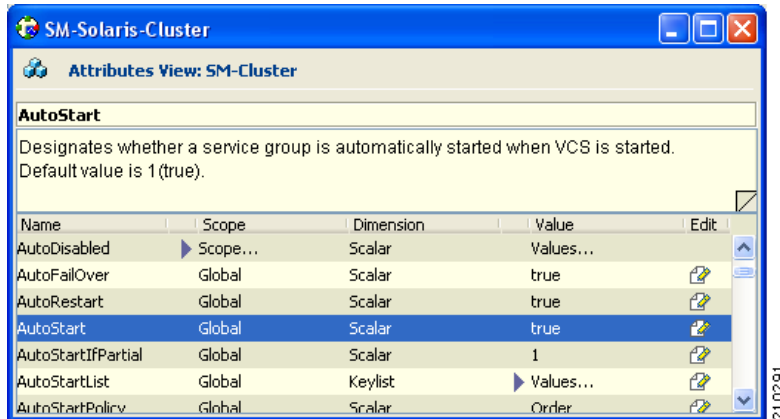 SM-Solaris-Cluster
Attributes View: SM-Cluster
AutoStart
Designates whether a service group is automatically started when VCS is started.
Default value is 1(true).
Name Scope Dimension Value Edit
AutoDisabled Scope... Scalar Values...
AutoFailOver Global Scalar true
AutoRestart Global Scalar true
AutoStart Global Scalar true
AutoStartIfPartial Global Scalar 1
AutoStartList Global Keylist Values...
AutoStartPolicy Global Scalar Order